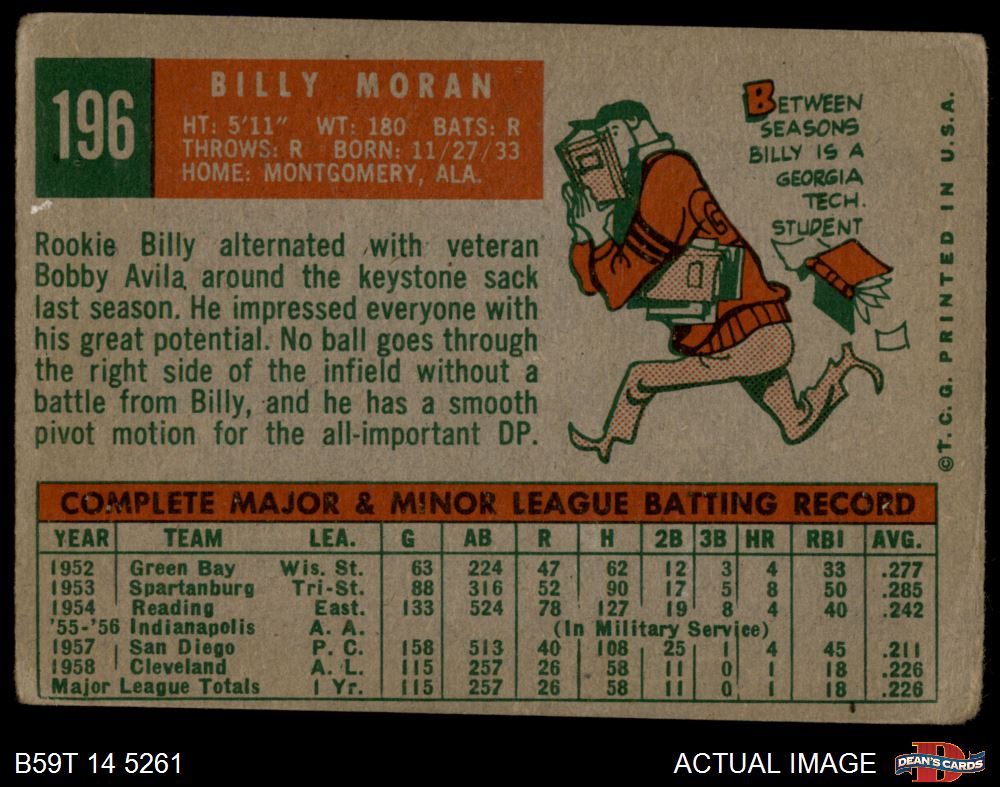 196
BILLY MORAN
HT: 5'11" WT: 180 BATS: R
THROWS: R BORN: 11/27/33
HOME: MONTGOMERY, ALA.
Rookie Billy alternated with veteran
Bobby Avila around the keystone sack
last season. He impressed everyone with
his great potential. No ball goes through
the right side of the infield without a
battle from Billy, and he has a smooth
pivot motion for the all-important DP.
BETWEEN
SEASONS
BILLY IS A
GEORGIA
TECH.
STUDENT
G
©T.C.G. PRINTED IN U.S.A.
COMPLETE MAJOR & MINOR LEAGUE BATTING RECORD
YEAR TEAM LEA. G AB R H 2B 3B HR RBI AVG.
1952 Green Bay Wis. St. 63 224 47 62 12 3 4 33 .277
1953 Spartanburg Tri-St. 88 316 52 90 17 5 8 50 .285
1954 Reading East. 133 524 78 127 19 8 4 40 .242
'55-'56 Indianapolis A. A. (In Military Service)
1957 San Diego P. C. 158 513 40 108 25 1 4 45 .211
1958 Cleveland A. L. 115 257 26 58 11 0 1 18 .226
Major League Totals 1 Yr. 115 257 26 58 11 0 1 18 .226
B59T 14 5261
ACTUAL IMAGE
DEAN'S CARDS